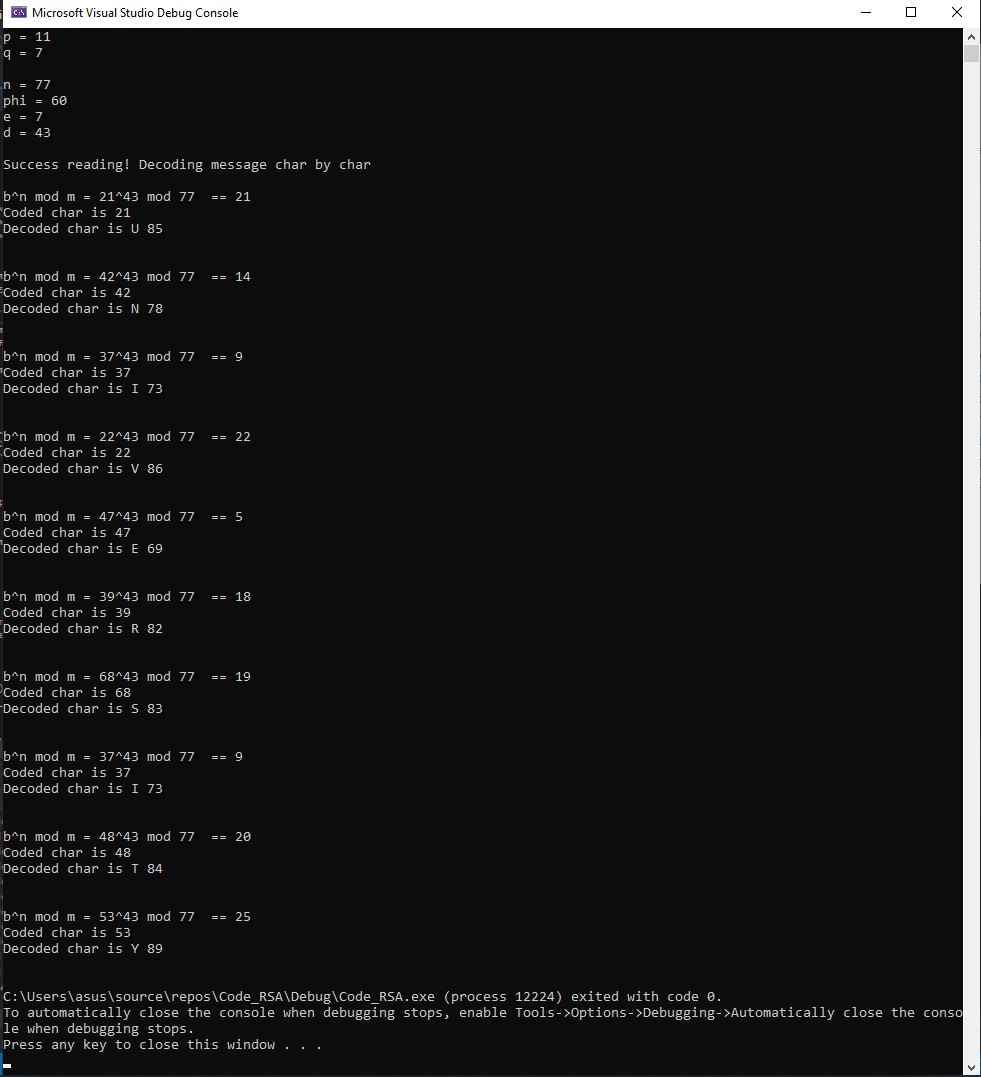 Microsoft Visual Studio Debug Console
p = 11
q = 7
n = 77
phi = 60
e = 7
d = 43
Success reading! Decoding message char by char
b^n mod m = 21^43 mod 77  == 21
Coded char is 21
Decoded char is U 85
b^n mod m = 42^43 mod 77  == 14
Coded char is 42
Decoded char is N 78
b^n mod m = 37^43 mod 77  == 9
Coded char is 37
Decoded char is I 73
b^n mod m = 22^43 mod 77  == 22
Coded char is 22
Decoded char is V 86
b^n mod m = 47^43 mod 77  == 5
Coded char is 47
Decoded char is E 69
b^n mod m = 39^43 mod 77  == 18
Coded char is 39
Decoded char is R 82
b^n mod m = 68^43 mod 77  == 19
Coded char is 68
Decoded char is S 83
b^n mod m = 37^43 mod 77  == 9
Coded char is 37
Decoded char is I 73
b^n mod m = 48^43 mod 77  == 20
Coded char is 48
Decoded char is T 84
b^n mod m = 53^43 mod 77  == 25
Coded char is 53
Decoded char is Y 89
C:\Users\asus\source\repos\Code_RSA\Debug\Code_RSA.exe (process 12224) exited with code 0.
To automatically close the console when debugging stops, enable Tools->Options->Debugging->Automatically close the conso
le when debugging stops.
Press any key to close this window . . .